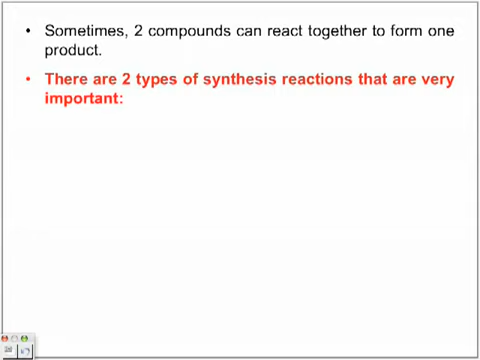 • Sometimes, 2 compounds can react together to form one
product.
• There are 2 types of synthesis reactions that are very
important: